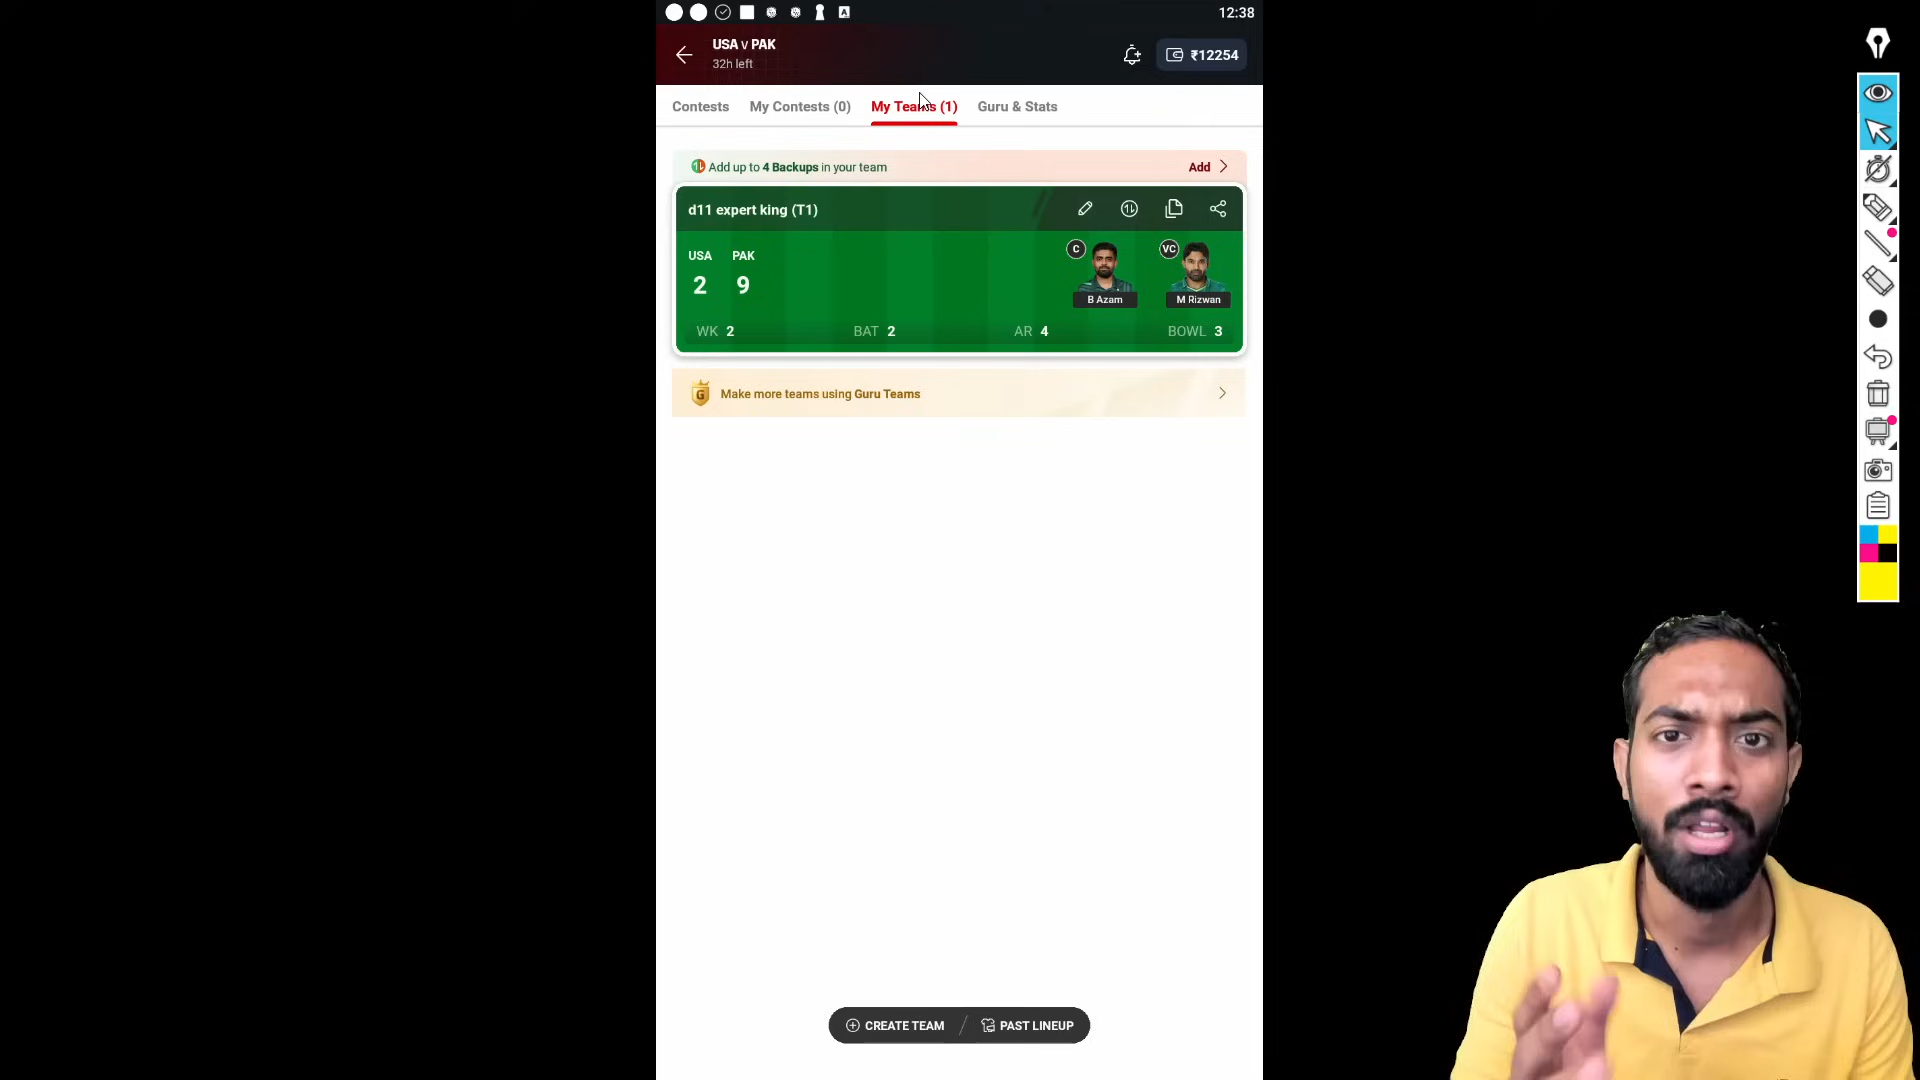 12:38
USA v PAK
32h left
₹12254
Contests
My Contests (0)
My Teams (1)
Guru & Stats
Add up to 4 Backups in your team
Add
d11 expert king (T1)
USA PAK
2 9
C
VC
B Azam
M Rizwan
WK 2
BAT 2
AR 4
BOWL 3
G
Make more teams using Guru Teams
CREATE TEAM
PAST LINEUP